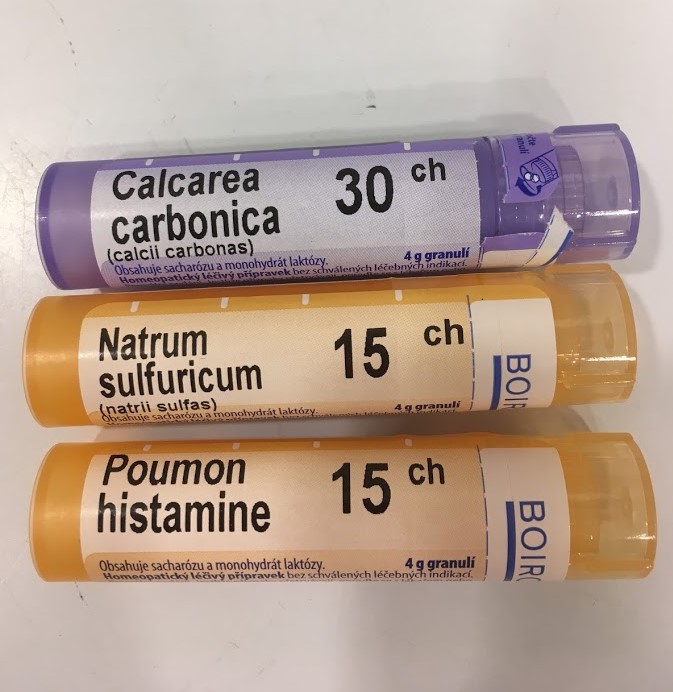 Calcarea
carbonica
(calcii carbonas)
30 ch
4 g granulí
Obsahuje sacharózu a monohydrát laktózy.
Homeopatický léčivý přípravek bez schválených léčebných indikací.
Natrum
sulfuricum
(natrii sulfas)
15 ch
4 g granulí
Obsahuje sacharózu a monohydrát laktózy.
BOIR
Poumon
histamine
15 ch
4 g granulí
Obsahuje sacharózu a monohydrát laktózy.
Homeopatický léčivý přípravek bez schválených léčebných indikací.
BOIR